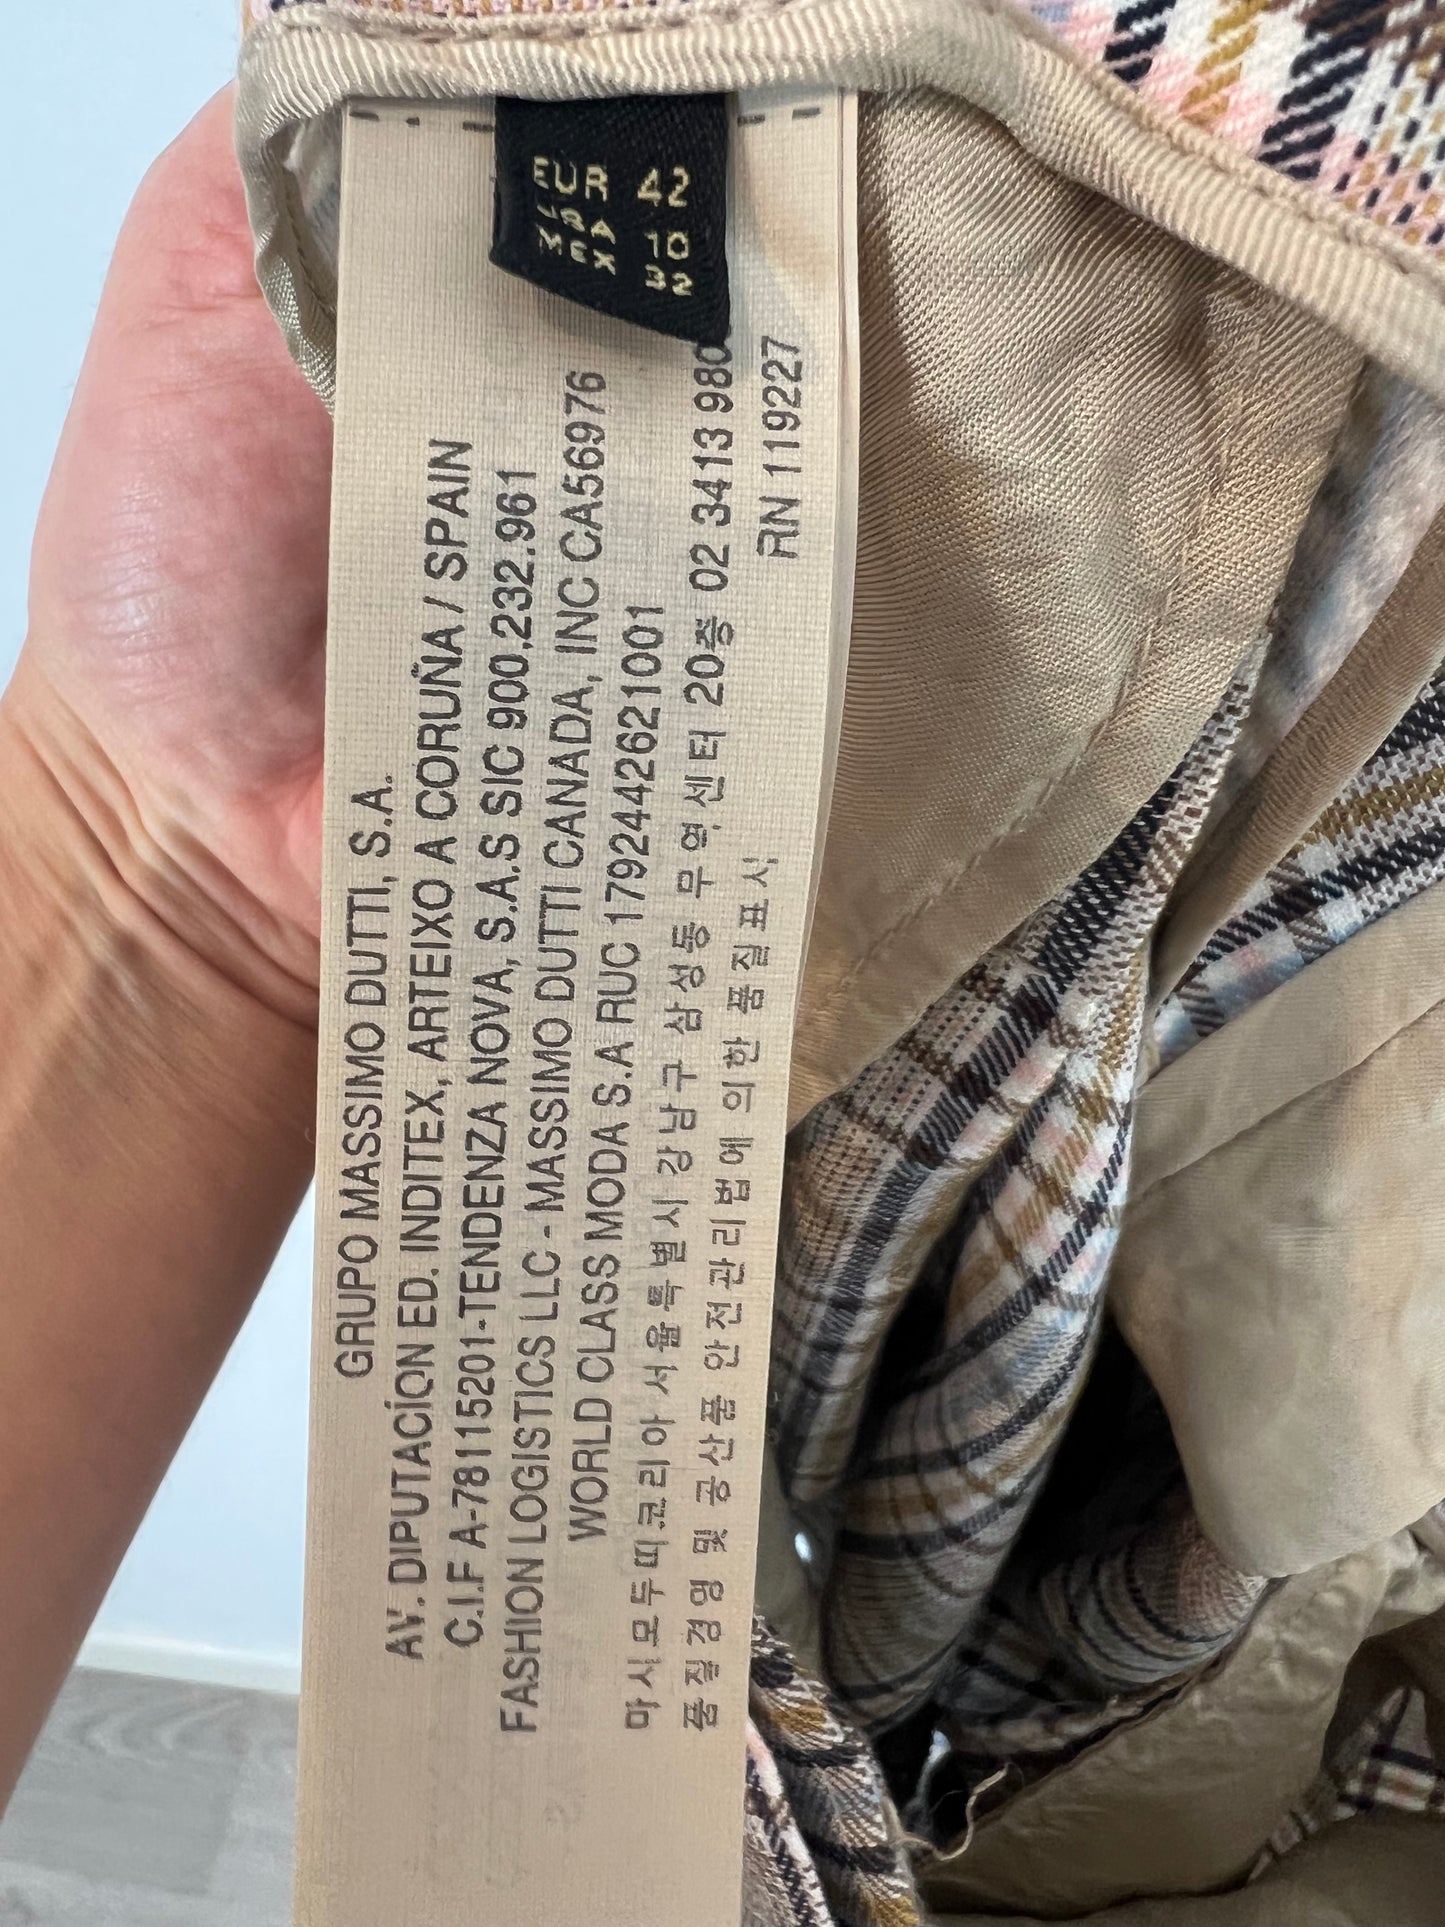 EUR 42
USA 10
MEX 32
GRUPO MASSIMO DUTTI, S.A.
AV. DIPUTACÍON ED. INDITEX, ARTEIXO A CORUÑA / SPAIN
C.I.F A-78115201-TENDENZA NOVA, S.A.S SIC 900.232.961
FASHION LOGISTICS LLC - MASSIMO DUTTI CANADA, INC CA56976
WORLD CLASS MODA S.A RUC 1792442621001
마시모두띠코리아 서울특별시 강남구 삼성동 무역센터 20층 02 3413 980
품질경영 및 공산품 안전관리법에 의한 품질표시
RN 119227